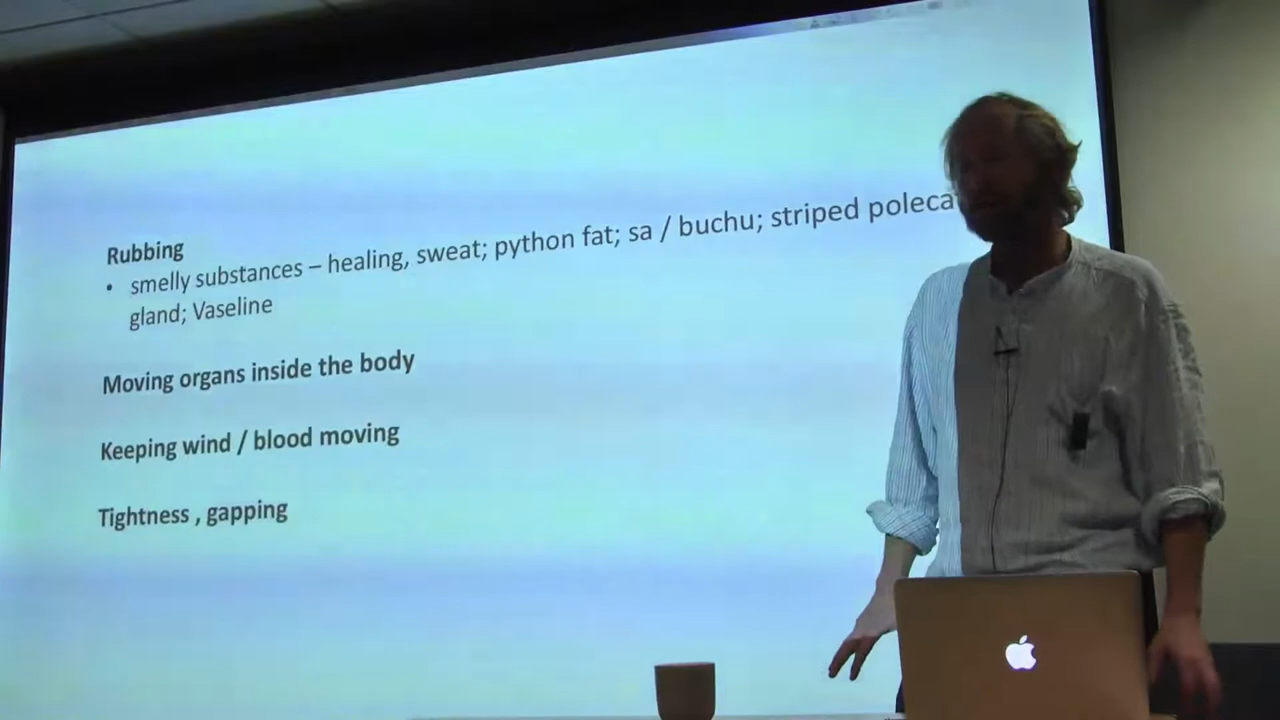 Rubbing
• smelly substances – healing, sweat; python fat; sa / buchu; striped
gland; Vaseline
Moving organs inside the body
Keeping wind / blood moving
Tightness , gapping